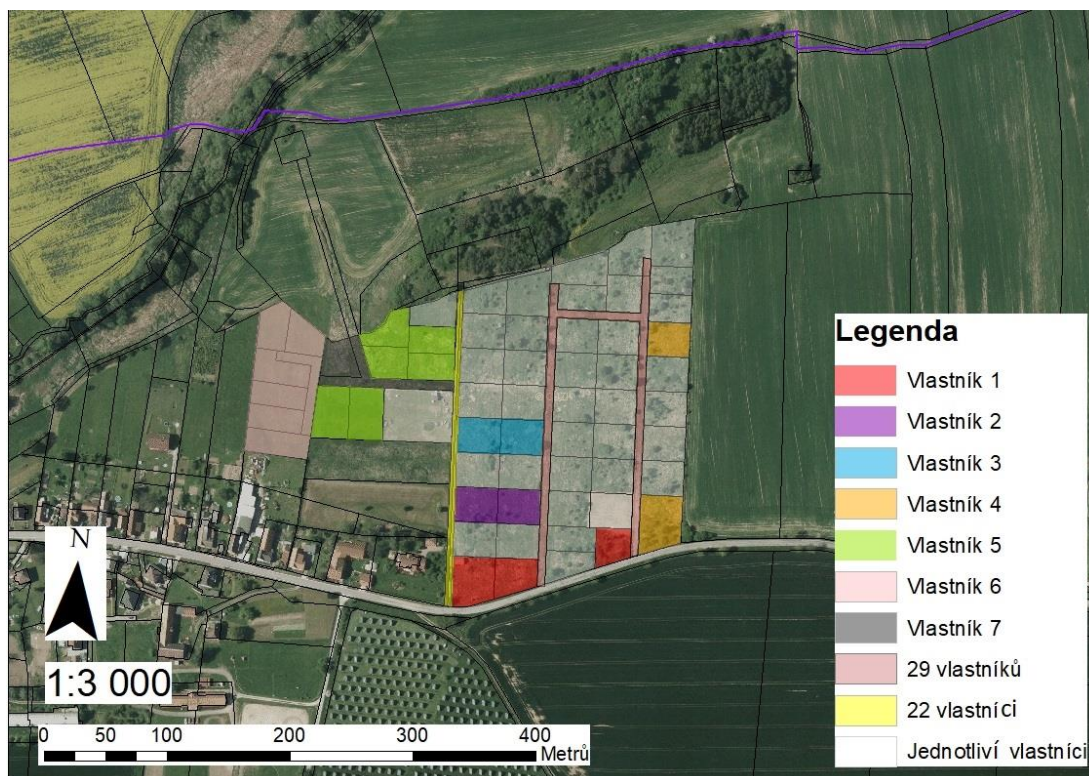 Legenda
Vlastník 1
Vlastník 2
Vlastník 3
Vlastník 4
Vlastník 5
Vlastník 6
Vlastník 7
29 vlastníků
22 vlastníci
Jednotliví vlastníci
N
1:3 000
0 50 100 200 300 400
Metrů